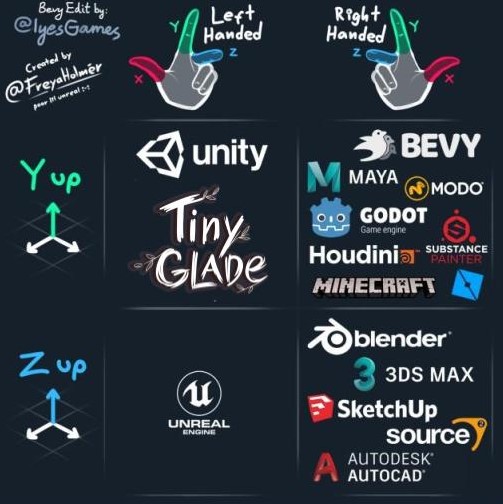 Bevy Edit by:
@IyesGames
Created by
@FreyaHolmér
poor lil unreal :-:
Left
Handed
Y
Z
X
Right
Handed
Y
Z
X
Y up
unity
Tiny
GLADE
BEVY
MAYA
MODO
GODOT
Game engine
Houdini
SUBSTANCE
PAINTER
MINECRAFT
Z up
UNREAL
ENGINE
blender
3
3DS MAX
SketchUp
source 2
AUTODESK
AUTOCAD